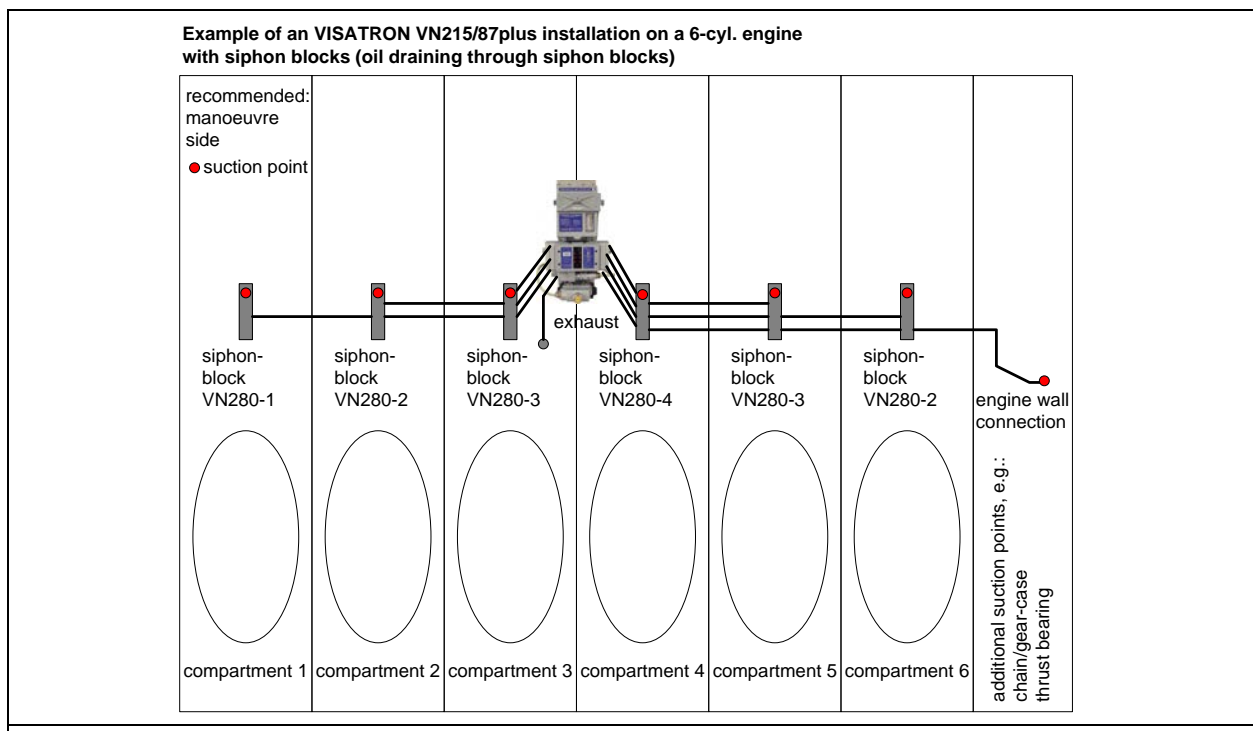 Example of an VISATRON VN215/87plus installation on a 6-cyl. engine
with siphon blocks (oil draining through siphon blocks)
recommended:
manoeuvre
side
suction point
exhaust
siphon-
block
VN280-1
siphon-
block
VN280-2
siphon-
block
VN280-3
siphon-
block
VN280-4
siphon-
block
VN280-3
siphon-
block
VN280-2
engine wall
connection
additional suction points, e.g.:
chain/gear-case
thrust bearing
compartment 1
compartment 2
compartment 3
compartment 4
compartment 5
compartment 6